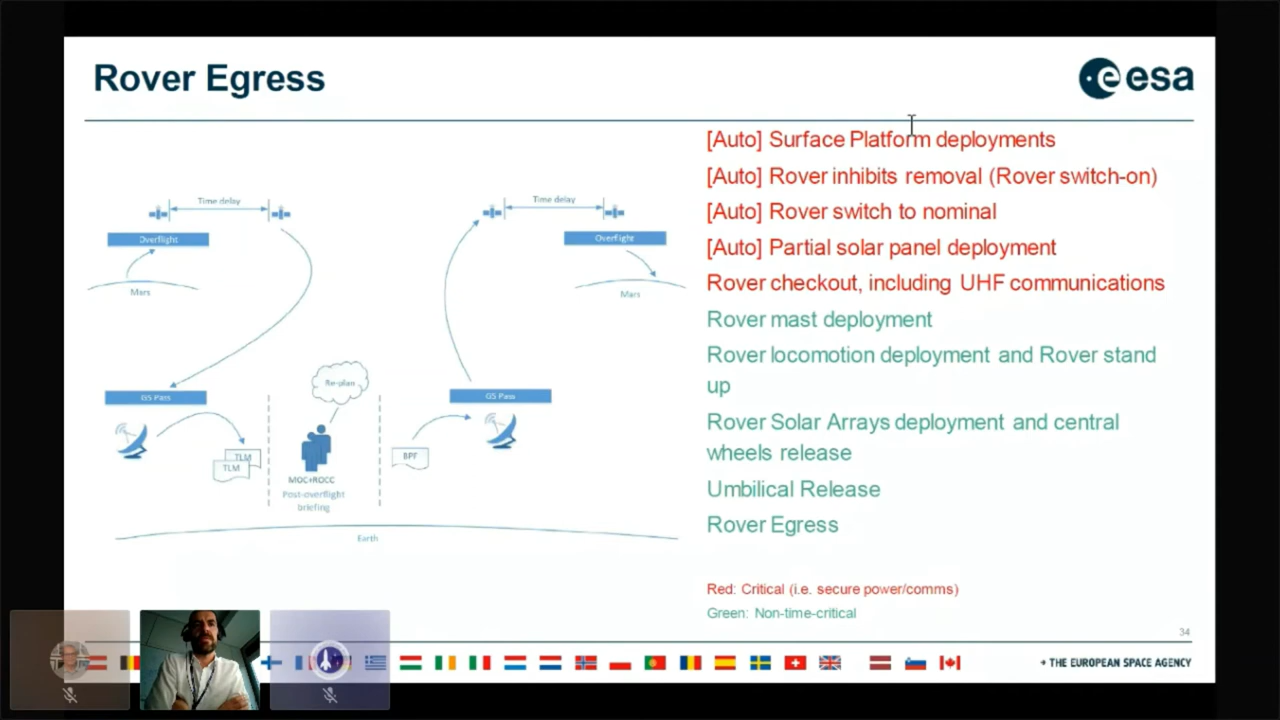 Rover Egress
esa
[Auto] Surface Platform deployments
[Auto] Rover inhibits removal (Rover switch-on)
[Auto] Rover switch to nominal
[Auto] Partial solar panel deployment
Rover checkout, including UHF communications
Rover mast deployment
Rover locomotion deployment and Rover stand
up
Rover Solar Arrays deployment and central
wheels release
Umbilical Release
Rover Egress
Red: Critical (i.e. secure power/comms)
Green: Non-time-critical
Time delay
Overflight
Mars
Time delay
Overflight
Mars
GS Pass
TLM
TLM
Re-plan
MOC+ROCC
Post-overflight
briefing
BPF
GS Pass
Earth
34
→ THE EUROPEAN SPACE AGENCY